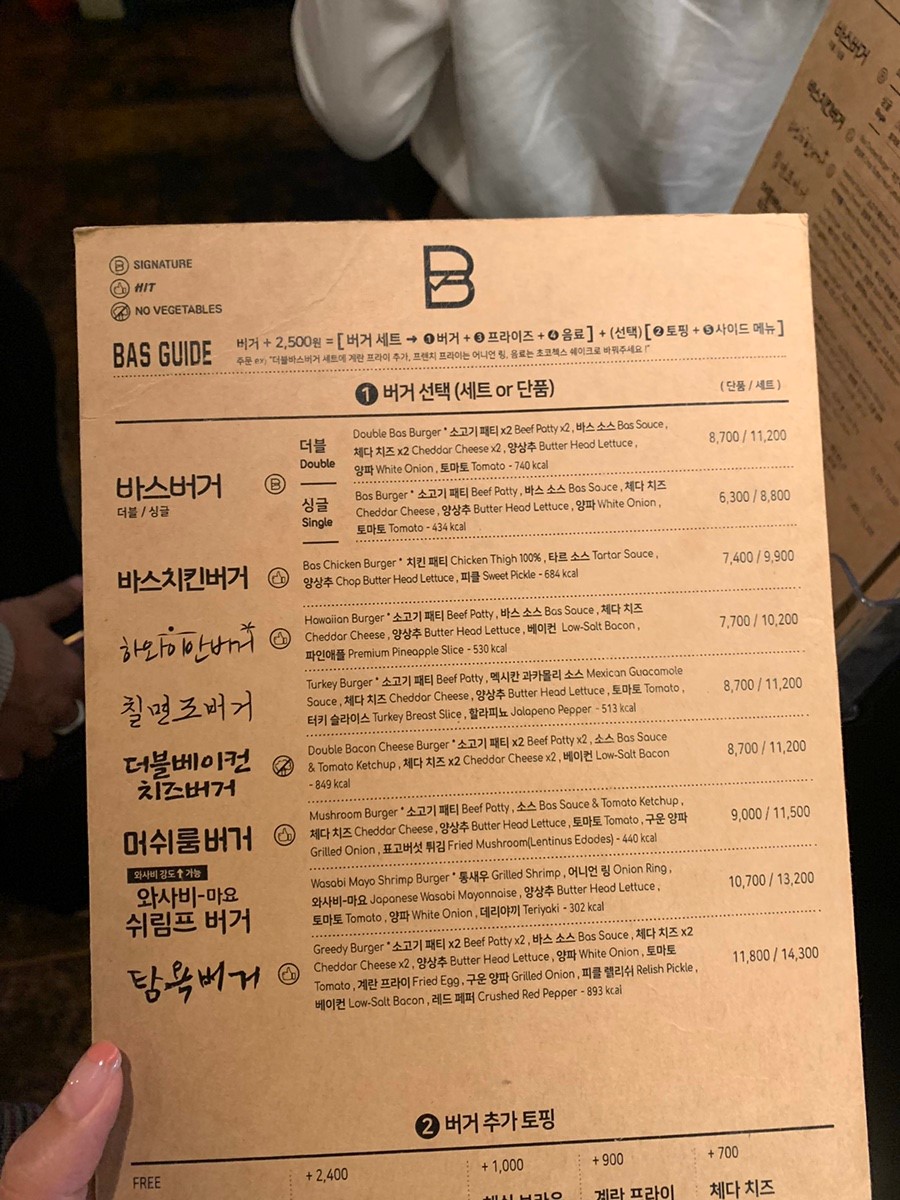 SIGNATURE
HIT
NO VEGETABLES
B
BAS GUIDE
버거 + 2,500원 = [ 버거 세트 → ❶ 버거 + ❸ 프라이즈 + ❹ 음료 ] + (선택) [ ❷ 토핑 + ❺ 사이드 메뉴 ]
주문 ex) "더블바스버거 세트에 계란 프라이 추가, 프렌치 프라이는 어니언 링, 음료는 초코첵스 쉐이크로 바꿔주세요 !"
❶ 버거 선택 (세트 or 단품)
( 단품 / 세트 )
바스버거
더블 / 싱글
더블
Double
Double Bas Burger * 소고기 패티 x2 Beef Patty x2 , 바스 소스 Bas Sauce ,
체다 치즈 x2 Cheddar Cheese x2 , 양상추 Butter Head Lettuce ,
양파 White Onion , 토마토 Tomato - 740 kcal
8,700 / 11,200
싱글
Single
Bas Burger * 소고기 패티 Beef Patty , 바스 소스 Bas Sauce , 체다 치즈
Cheddar Cheese , 양상추 Butter Head Lettuce , 양파 White Onion ,
토마토 Tomato - 434 kcal
6,300 / 8,800
바스치킨버거
Bas Chicken Burger * 치킨 패티 Chicken Thigh 100% , 타르 소스 Tartar Sauce ,
양상추 Chop Butter Head Lettuce , 피클 Sweet Pickle - 684 kcal
7,400 / 9,900
하와이안버거
Hawaiian Burger * 소고기 패티 Beef Patty , 바스 소스 Bas Sauce , 체다 치즈
Cheddar Cheese , 양상추 Butter Head Lettuce , 베이컨 Low-Salt Bacon ,
파인애플 Premium Pineapple Slice - 530 kcal
7,700 / 10,200
칠면조버거
Turkey Burger * 소고기 패티 Beef Patty , 멕시칸 과카몰리 소스 Mexican Guacamole
Sauce , 체다 치즈 Cheddar Cheese , 양상추 Butter Head Lettuce , 토마토 Tomato ,
터키 슬라이스 Turkey Breast Slice , 할라피뇨 Jalapeno Pepper - 513 kcal
8,700 / 11,200
더블베이컨
치즈버거
Double Bacon Cheese Burger * 소고기 패티 x2 Beef Patty x2 , 소스 Bas Sauce
& Tomato Ketchup , 체다 치즈 x2 Cheddar Cheese x2 , 베이컨 Low-Salt Bacon
- 849 kcal
8,700 / 11,200
머쉬룸버거
Mushroom Burger * 소고기 패티 Beef Patty , 소스 Bas Sauce & Tomato Ketchup ,
체다 치즈 Cheddar Cheese , 양상추 Butter Head Lettuce , 토마토 Tomato , 구운 양파
Grilled Onion , 표고버섯 튀김 Fried Mushroom(Lentinus Edodes) - 440 kcal
9,000 / 11,500
와사비 강도↑ 가능
와사비-마요
쉬림프 버거
Wasabi Mayo Shrimp Burger * 통새우 Grilled Shrimp , 어니언 링 Onion Ring ,
와사비-마요 Japanese Wasabi Mayonnaise , 양상추 Butter Head Lettuce ,
토마토 Tomato , 양파 White Onion , 데리야끼 Teriyaki - 302 kcal
10,700 / 13,200
탐욕버거
Greedy Burger * 소고기 패티 x2 Beef Patty x2 , 바스 소스 Bas Sauce , 체다 치즈 x2
Cheddar Cheese x2 , 양상추 Butter Head Lettuce , 양파 White Onion , 토마토
Tomato , 계란 프라이 Fried Egg , 구운 양파 Grilled Onion , 피클 렐리쉬 Relish Pickle ,
베이컨 Low-Salt Bacon , 레드 페퍼 Crushed Red Pepper - 893 kcal
11,800 / 14,300
❷ 버거 추가 토핑
FREE
+ 2,400
+ 1,000
+ 900
계란 프라이
+ 700
체다 치즈
바스버거
바스치킨버거